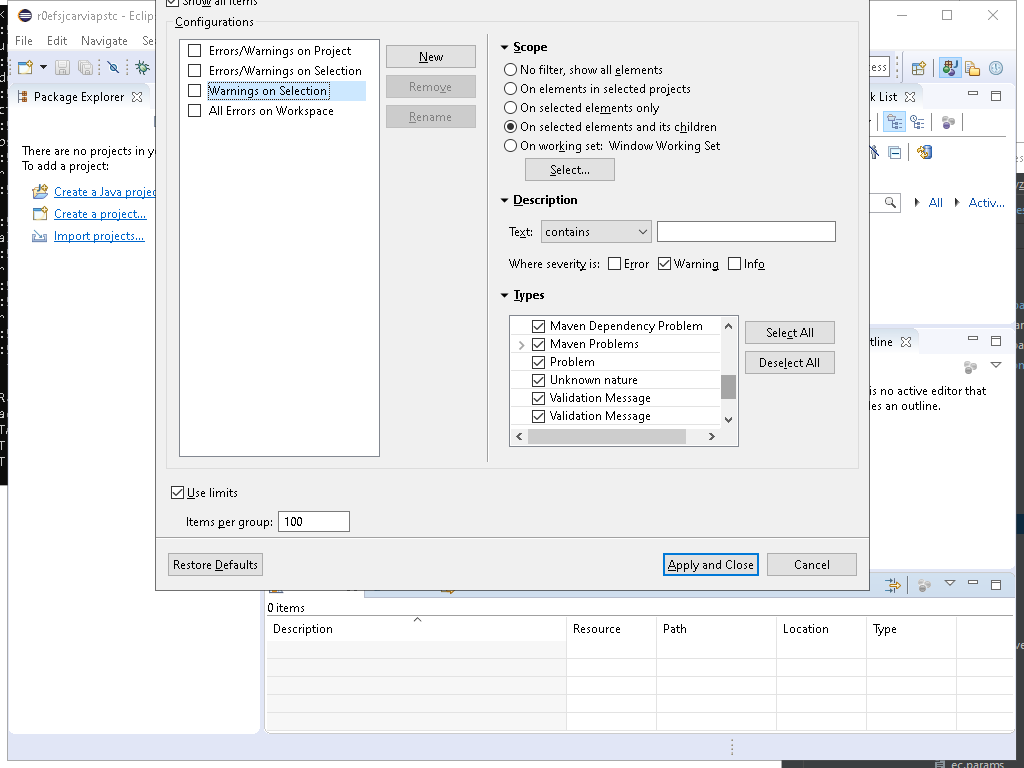 Show all items
r0efsjcarviapstc - Eclip
File Edit Navigate Se
Package Explorer
There are no projects in y
To add a project:
Create a Java projec
Create a project...
Import projects...
Configurations
Errors/Warnings on Project
Errors/Warnings on Selection
Warnings on Selection
All Errors on Workspace
New
Remove
Rename
Scope
No filter, show all elements
On elements in selected projects
On selected elements only
On selected elements and its children
On working set: Window Working Set
Select...
Description
Text: contains
Where severity is: Error Warning Info
Types
Maven Dependency Problem
Maven Problems
Problem
Unknown nature
Validation Message
Validation Message
Select All
Deselect All
Use limits
Items per group: 100
Restore Defaults
Apply and Close
Cancel
ess
k List
All Activ...
tline
is no active editor that
les an outline.
0 items
Description Resource Path Location Type
ec.params